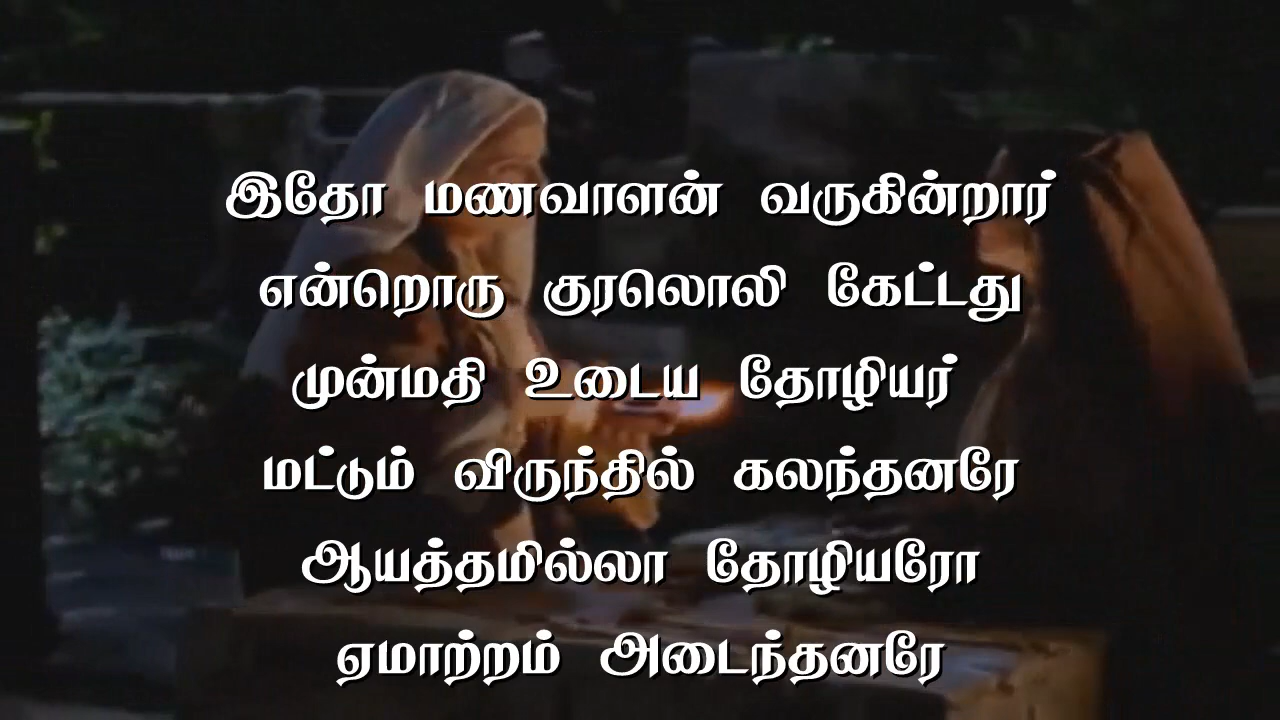 இதோ மணவாளன் வருகின்றார்
என்றொரு குரலொலி கேட்டது
முன்மதி உடைய தோழியர்
மட்டும் விருந்தில் கலந்தனரே
ஆயத்தமில்லா தோழியரோ
ஏமாற்றம் அடைந்தனரே